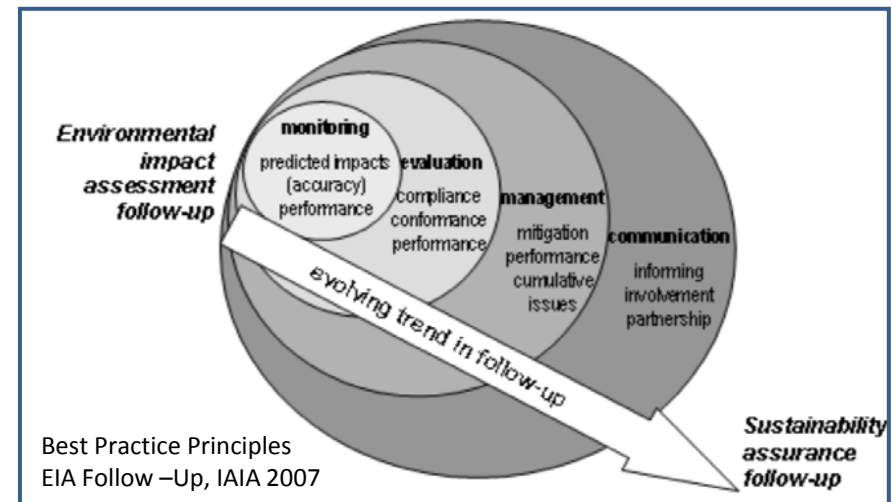 Environmental
impact
assessment
follow-up
monitoring
predicted impacts
(accuracy)
performance
evaluation
compliance
conformance
performance
management
mitigation
performance
cumulative
issues
communication
informing
involvement
partnership
evolving trend in follow-up
Sustainability
assurance
follow-up
Best Practice Principles
EIA Follow –Up, IAIA 2007